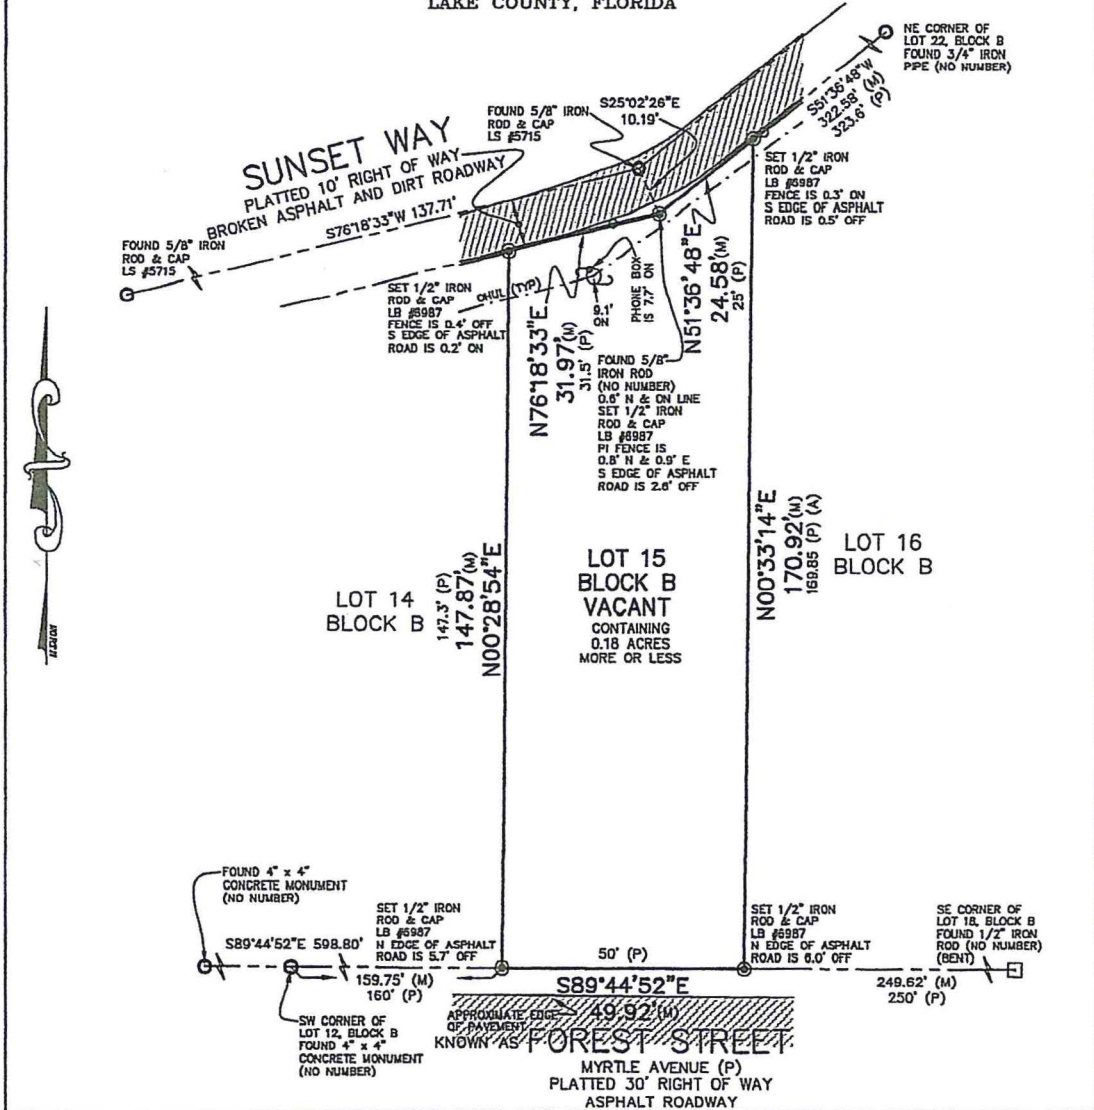 LAKE COUNTY, FLORIDA
NE CORNER OF
LOT 22, BLOCK B
FOUND 3/4" IRON
PIPE (NO NUMBER)
S51°36'48"W
322.58' (M)
323.6' (P)
FOUND 5/8" IRON
ROD & CAP
LS #5715
S25°02'26"E
10.19'
SUNSET WAY
PLATTED 10' RIGHT OF WAY
BROKEN ASPHALT AND DIRT ROADWAY
S76°18'33"W 137.71'
FOUND 5/8" IRON
ROD & CAP
LS #5715
SET 1/2" IRON
ROD & CAP
LB #6987
FENCE IS 0.3' ON
S EDGE OF ASPHALT
ROAD IS 0.5' OFF
SET 1/2" IRON
ROD & CAP
LB #6987
FENCE IS 0.4' OFF
S EDGE OF ASPHALT
ROAD IS 0.2' ON
OHUL (TYP)
9.1'
ON
PHONE BOX
IS 7.7' ON
N76°18'33"E
31.97'(M)
31.5' (P)
N51°36'48"E
24.58'(M)
25' (P)
FOUND 5/8"
IRON ROD
(NO NUMBER)
0.6' N & ON LINE
SET 1/2" IRON
ROD & CAP
LB #6987
PI FENCE IS
0.8' N & 0.9' E
S EDGE OF ASPHALT
ROAD IS 2.6' OFF
NORTH
LOT 14
BLOCK B
147.3' (P)
147.87'(M)
N00°28'54"E
LOT 15
BLOCK B
VACANT
CONTAINING
0.18 ACRES
MORE OR LESS
N00°33'14"E
170.92'(M)
169.85 (P) (A)
LOT 16
BLOCK B
FOUND 4" x 4"
CONCRETE MONUMENT
(NO NUMBER)
S89°44'52"E 598.80'
SET 1/2" IRON
ROD & CAP
LB #6987
N EDGE OF ASPHALT
ROAD IS 5.7' OFF
159.75' (M)
160' (P)
SW CORNER OF
LOT 12, BLOCK B
FOUND 4" x 4"
CONCRETE MONUMENT
(NO NUMBER)
50' (P)
S89°44'52"E
49.92'(M)
SET 1/2" IRON
ROD & CAP
LB #6987
N EDGE OF ASPHALT
ROAD IS 6.0' OFF
SE CORNER OF
LOT 18, BLOCK B
FOUND 1/2" IRON
ROD (NO NUMBER)
(BENT)
249.62' (M)
250' (P)
APPROXIMATE EDGE
OF PAVEMENT
KNOWN AS FOREST STREET
MYRTLE AVENUE (P)
PLATTED 30' RIGHT OF WAY
ASPHALT ROADWAY